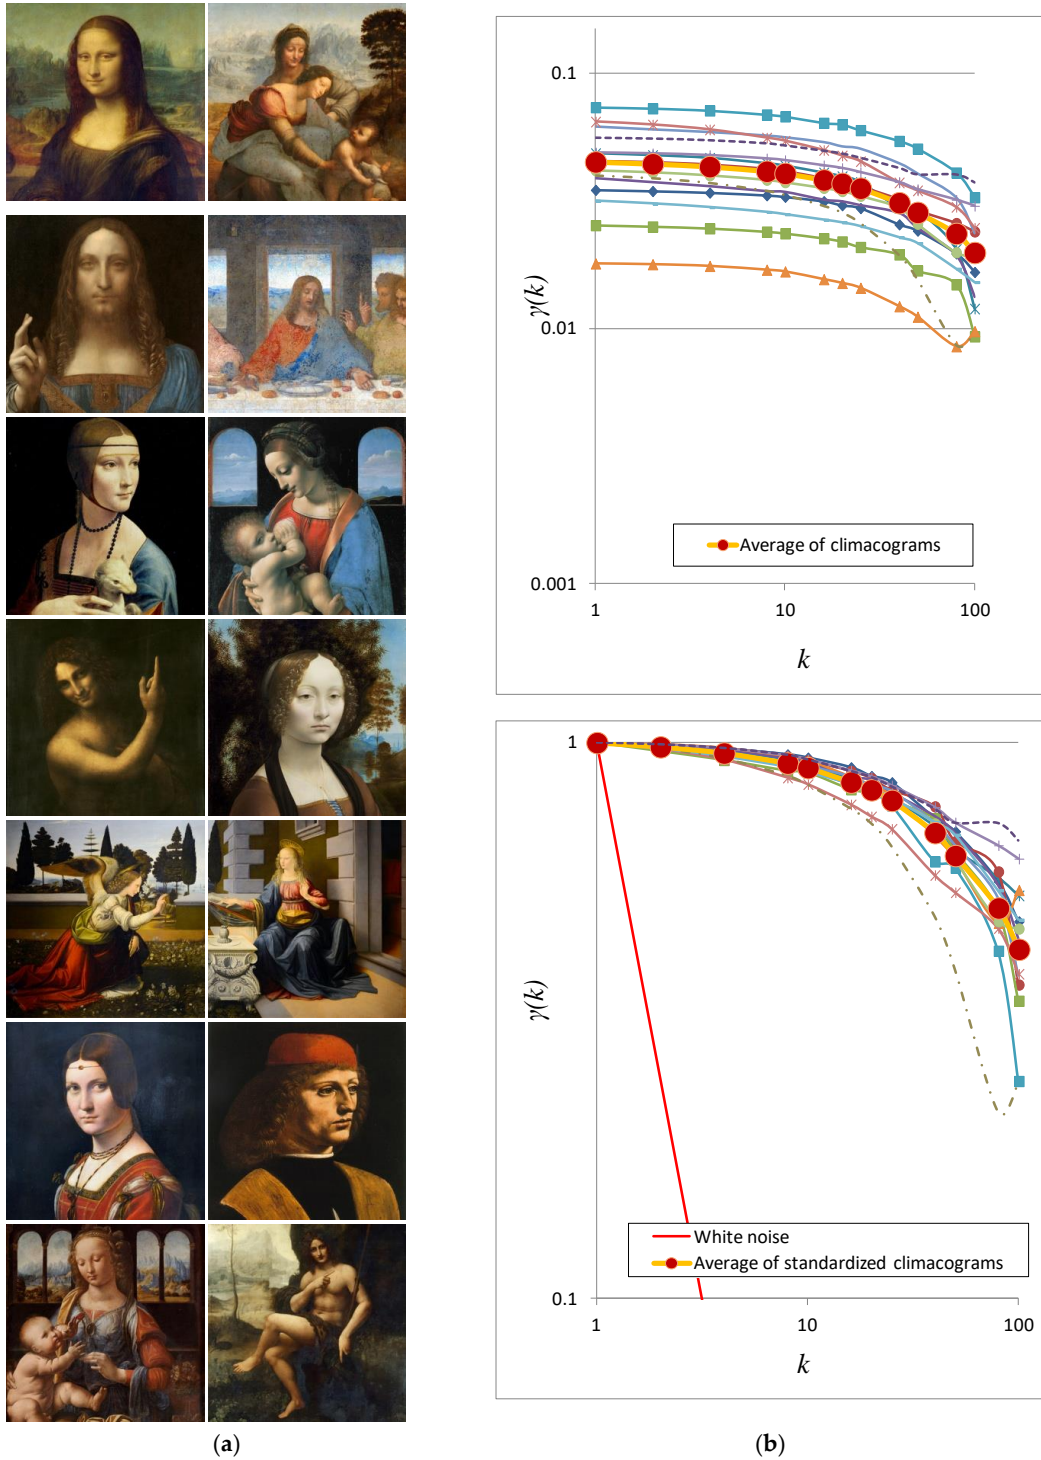 0.1
0.01
0.001
γ(k)
Average of climacograms
1
10
100
k
1
γ(k)
White noise
Average of standardized climacograms
0.1
1
10
100
k
(a)
(b)